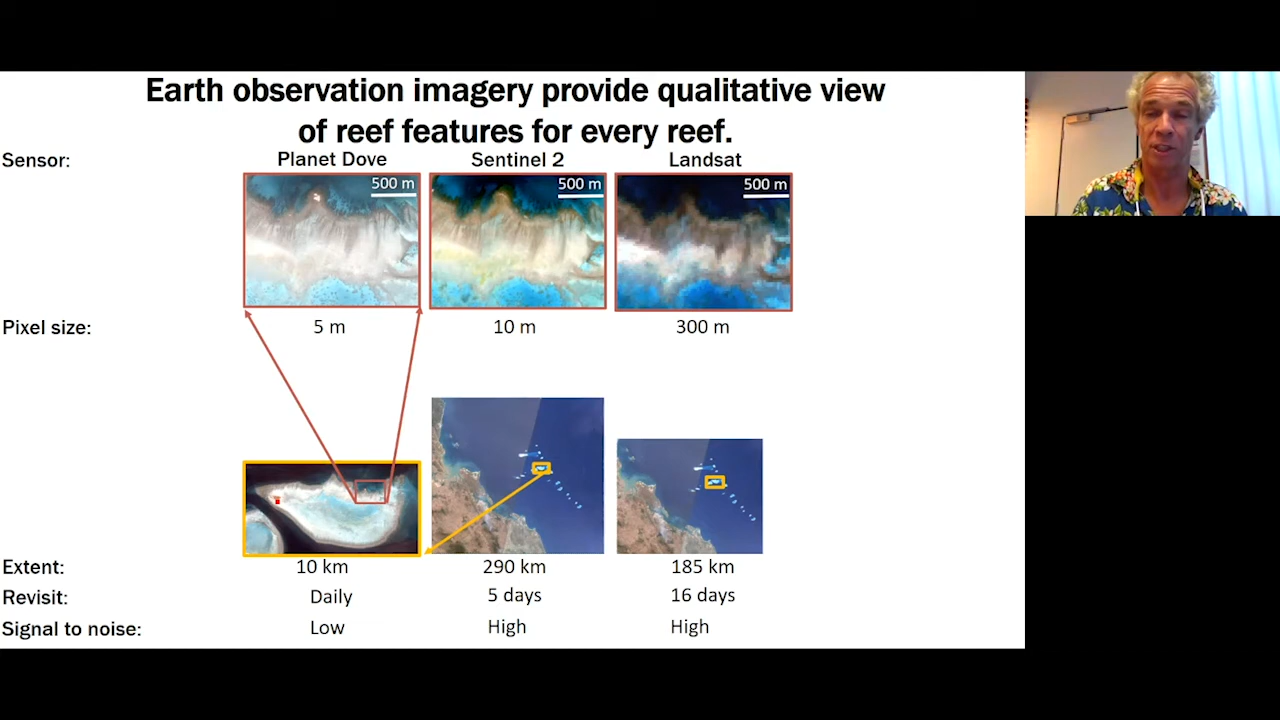 Earth observation imagery provide qualitative view
of reef features for every reef.
Sensor: Planet Dove Sentinel 2 Landsat
500 m 500 m 500 m
Pixel size: 5 m 10 m 300 m
Extent: 10 km 290 km 185 km
Revisit: Daily 5 days 16 days
Signal to noise: Low High High